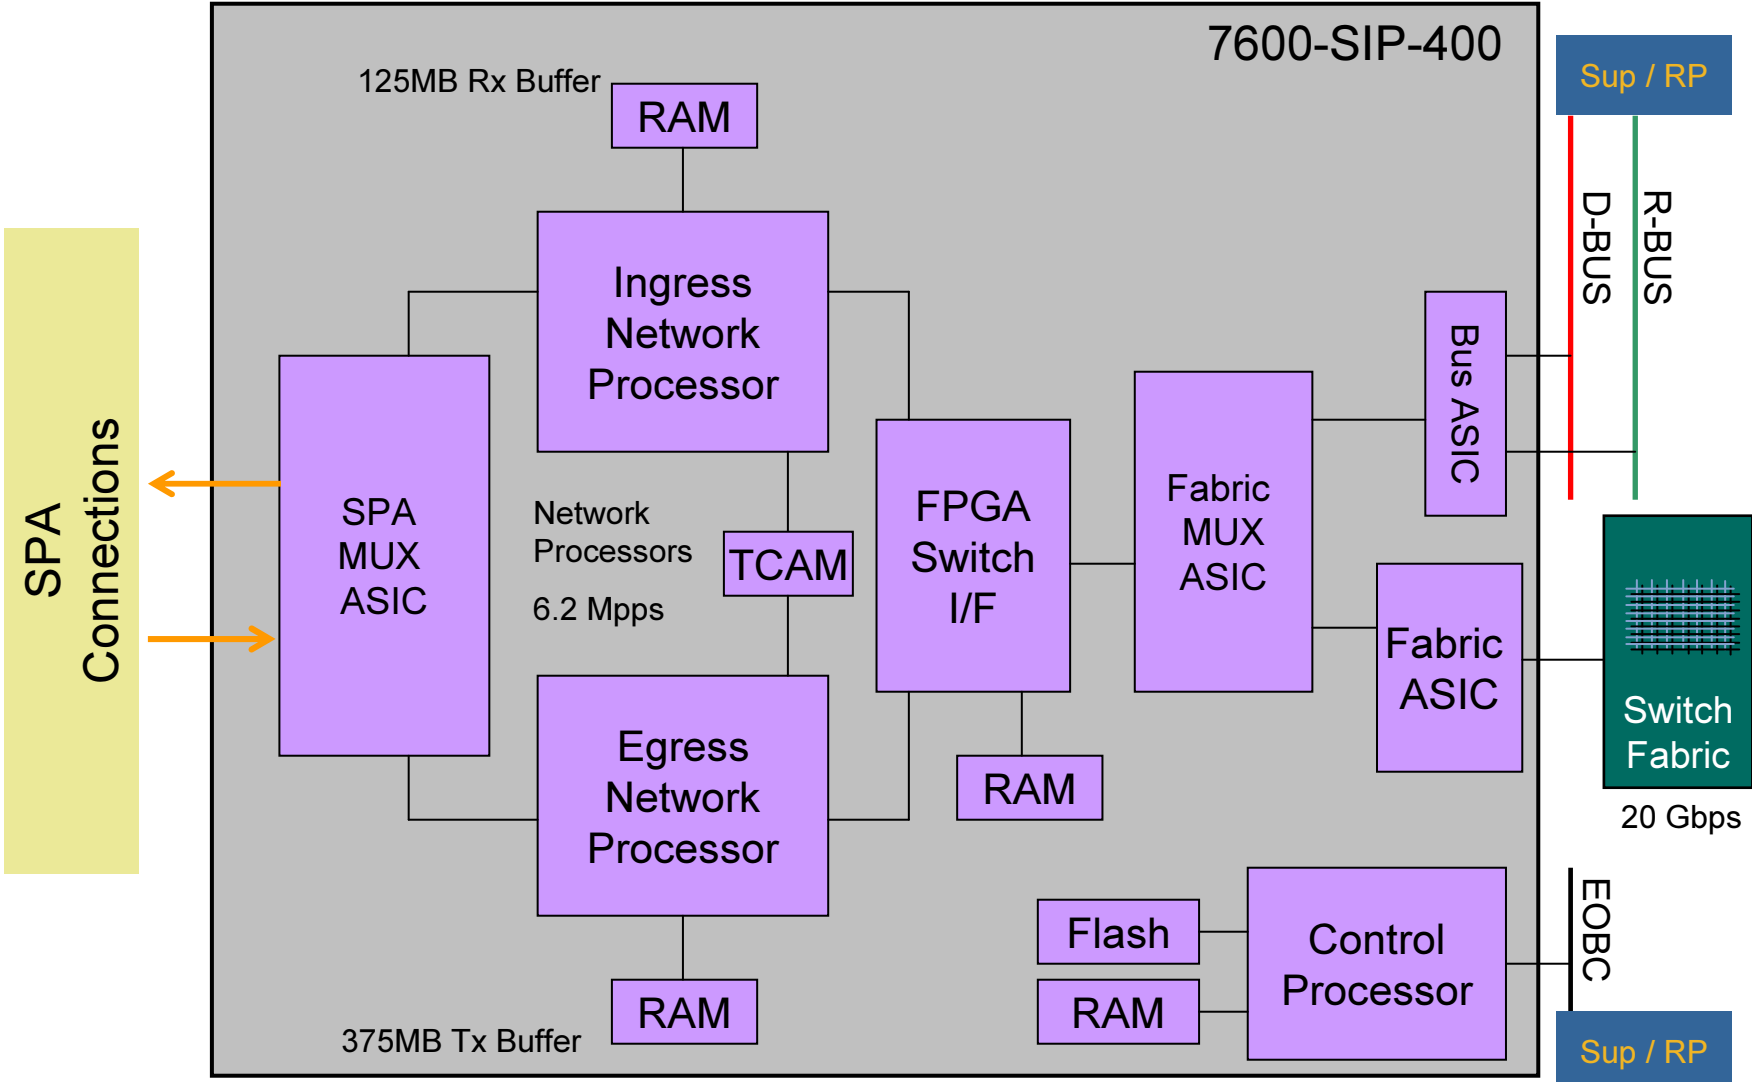 7600-SIP-400
125MB Rx Buffer
RAM
Sup / RP
D-BUS
R-BUS
Ingress
Network
Processor
Bus ASIC
SPA
Connections
SPA
MUX
ASIC
Network
Processors
6.2 Mpps
TCAM
FPGA
Switch
I/F
Fabric
MUX
ASIC
Fabric
ASIC
Switch
Fabric
20 Gbps
Egress
Network
Processor
RAM
RAM
375MB Tx Buffer
Flash
RAM
Control
Processor
EOBC
Sup / RP